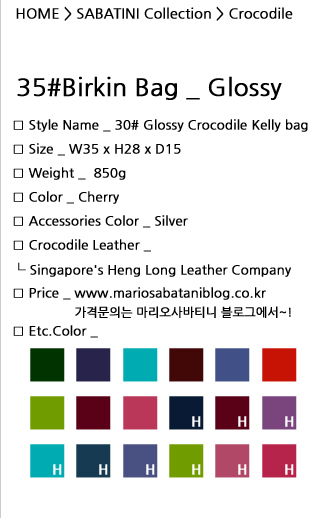 HOME > SABATINI Collection > Crocodile
35#Birkin Bag _ Glossy
□ Style Name _ 30# Glossy Crocodile Kelly bag
□ Size _ W35 x H28 x D15
□ Weight _ 850g
□ Color _ Cherry
□ Accessories Color _ Silver
□ Crocodile Leather _
└ Singapore's Heng Long Leather Company
□ Price _ www.mariosabataniblog.co.kr
가격문의는 마리오사바티니 블로그에서~!
□ Etc.Color _
H H H
H H H H H H